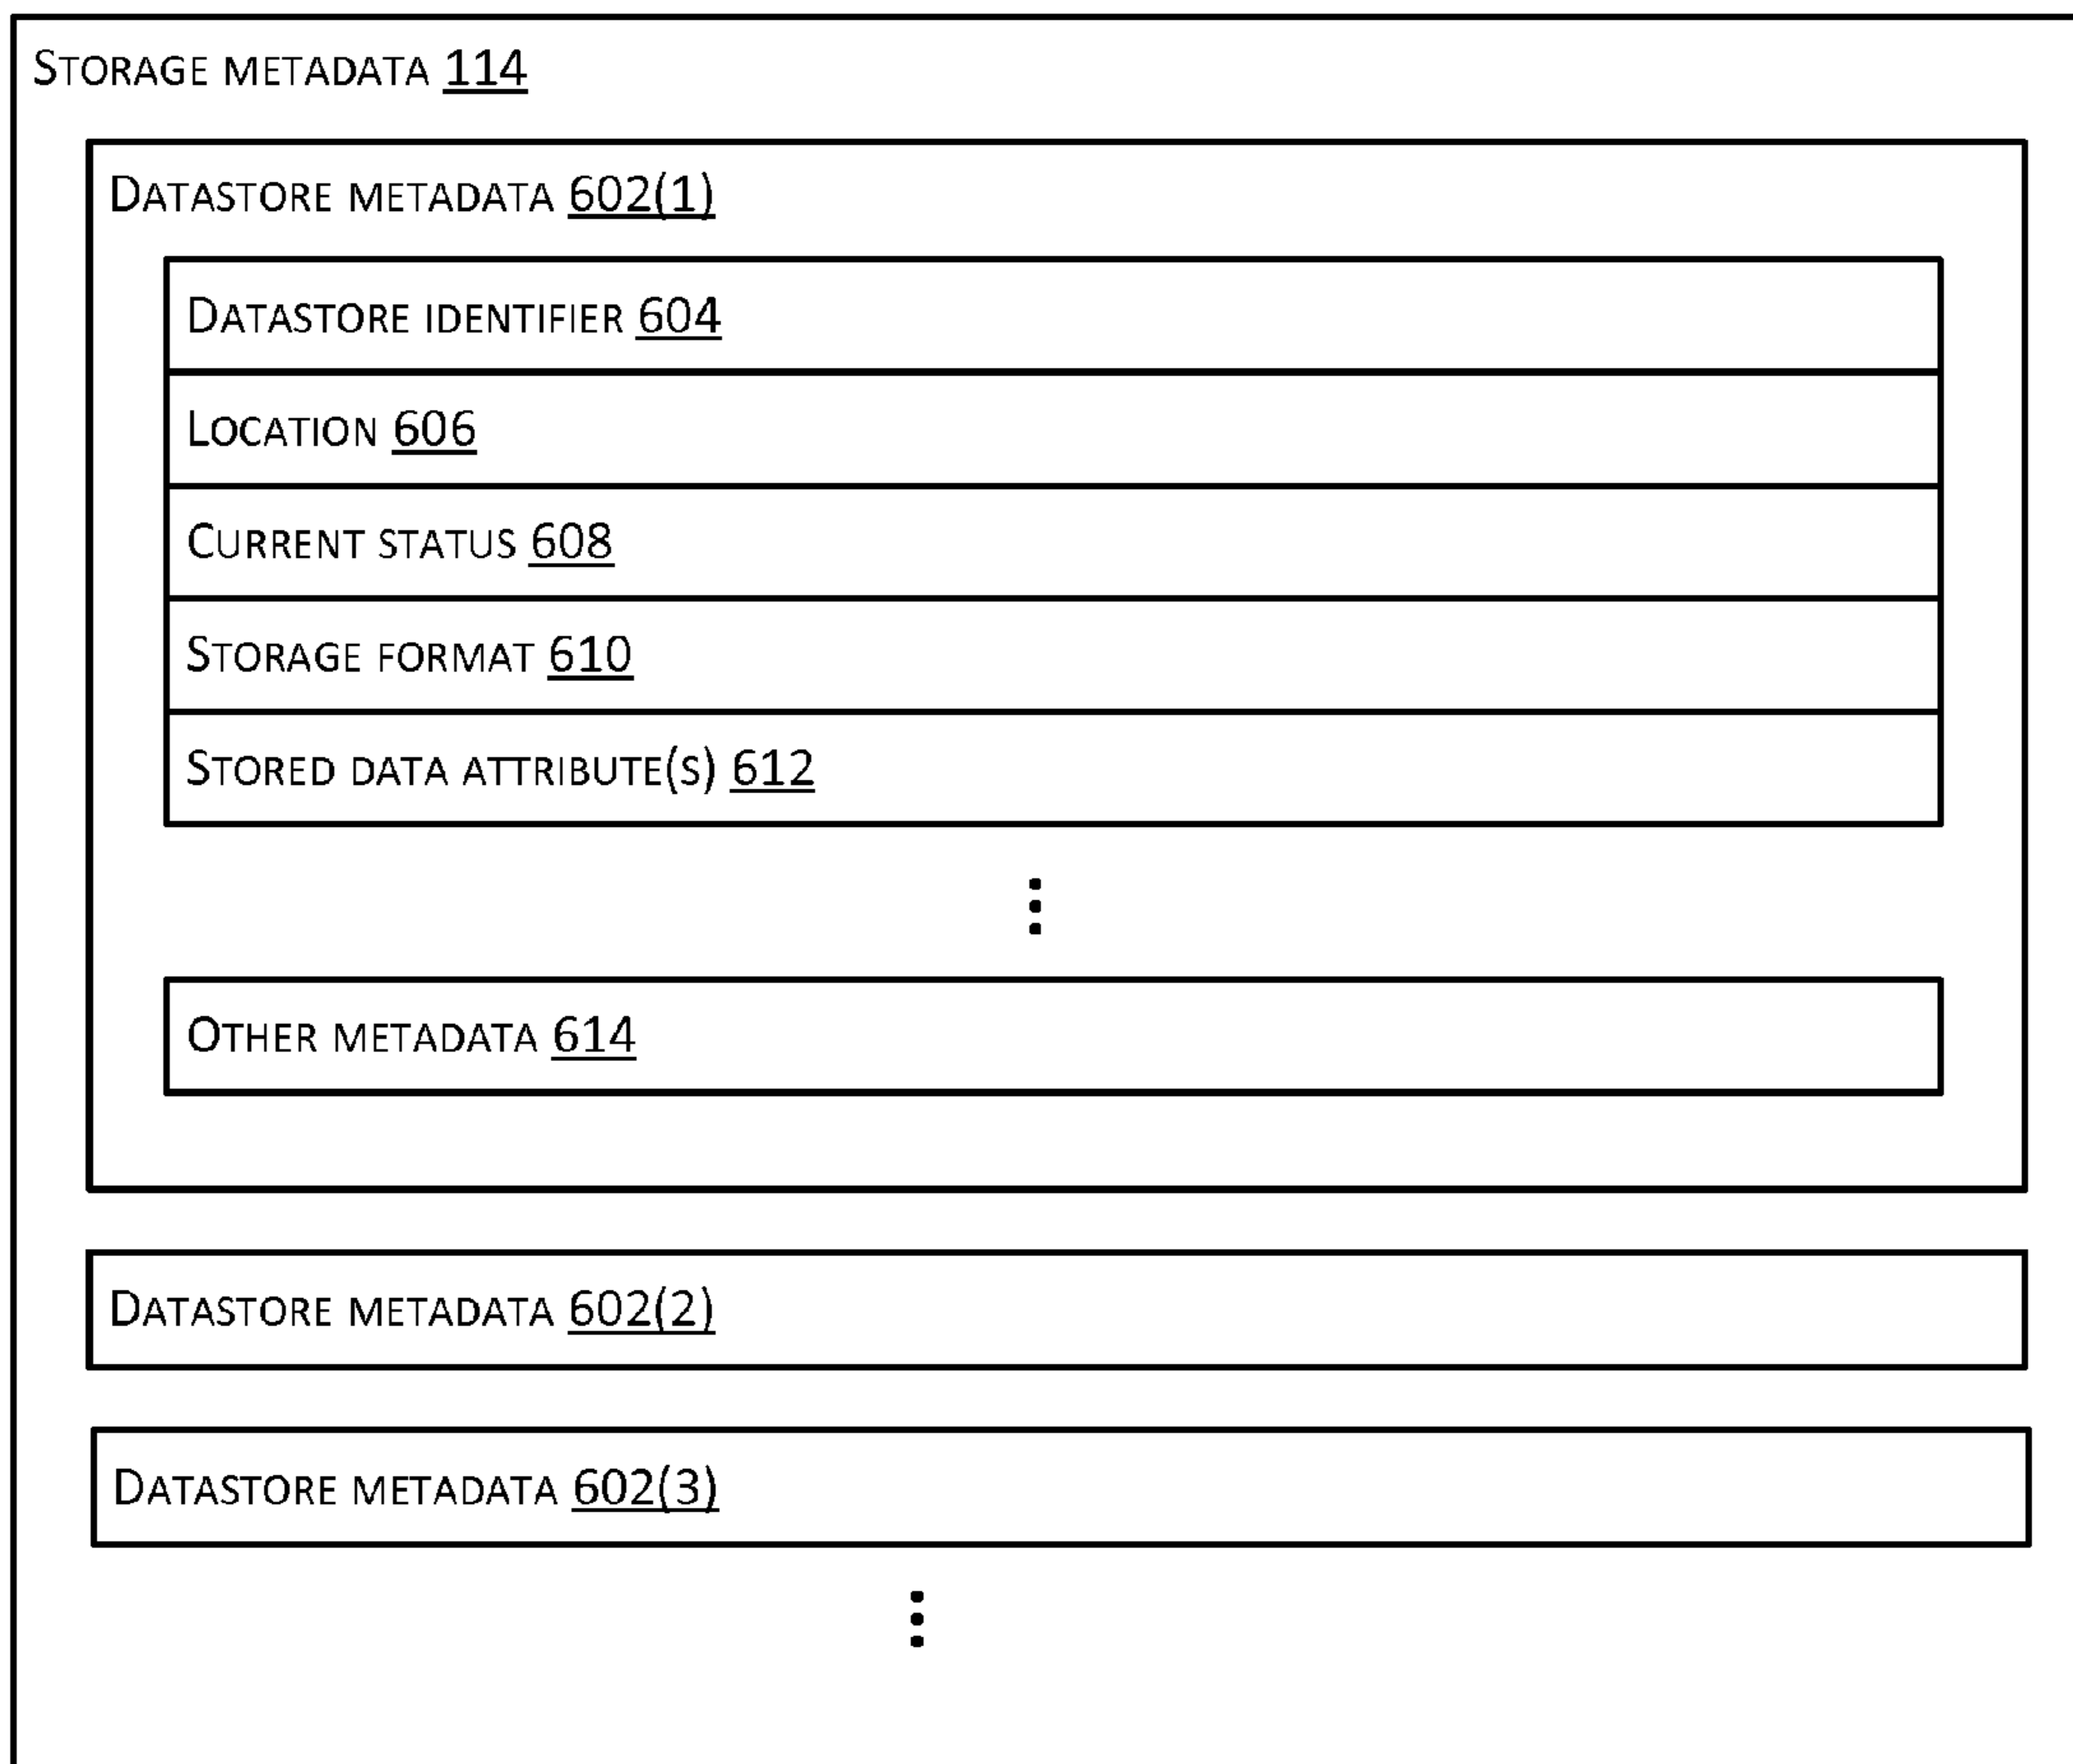 STORAGE METADATA 114
DATASTORE METADATA 602(1)
DATASTORE IDENTIFIER 604
LOCATION 606
CURRENT STATUS 608
STORAGE FORMAT 610
STORED DATA ATTRIBUTE(S) 612
OTHER METADATA 614
DATASTORE METADATA 602(2)
DATASTORE METADATA 602(3)